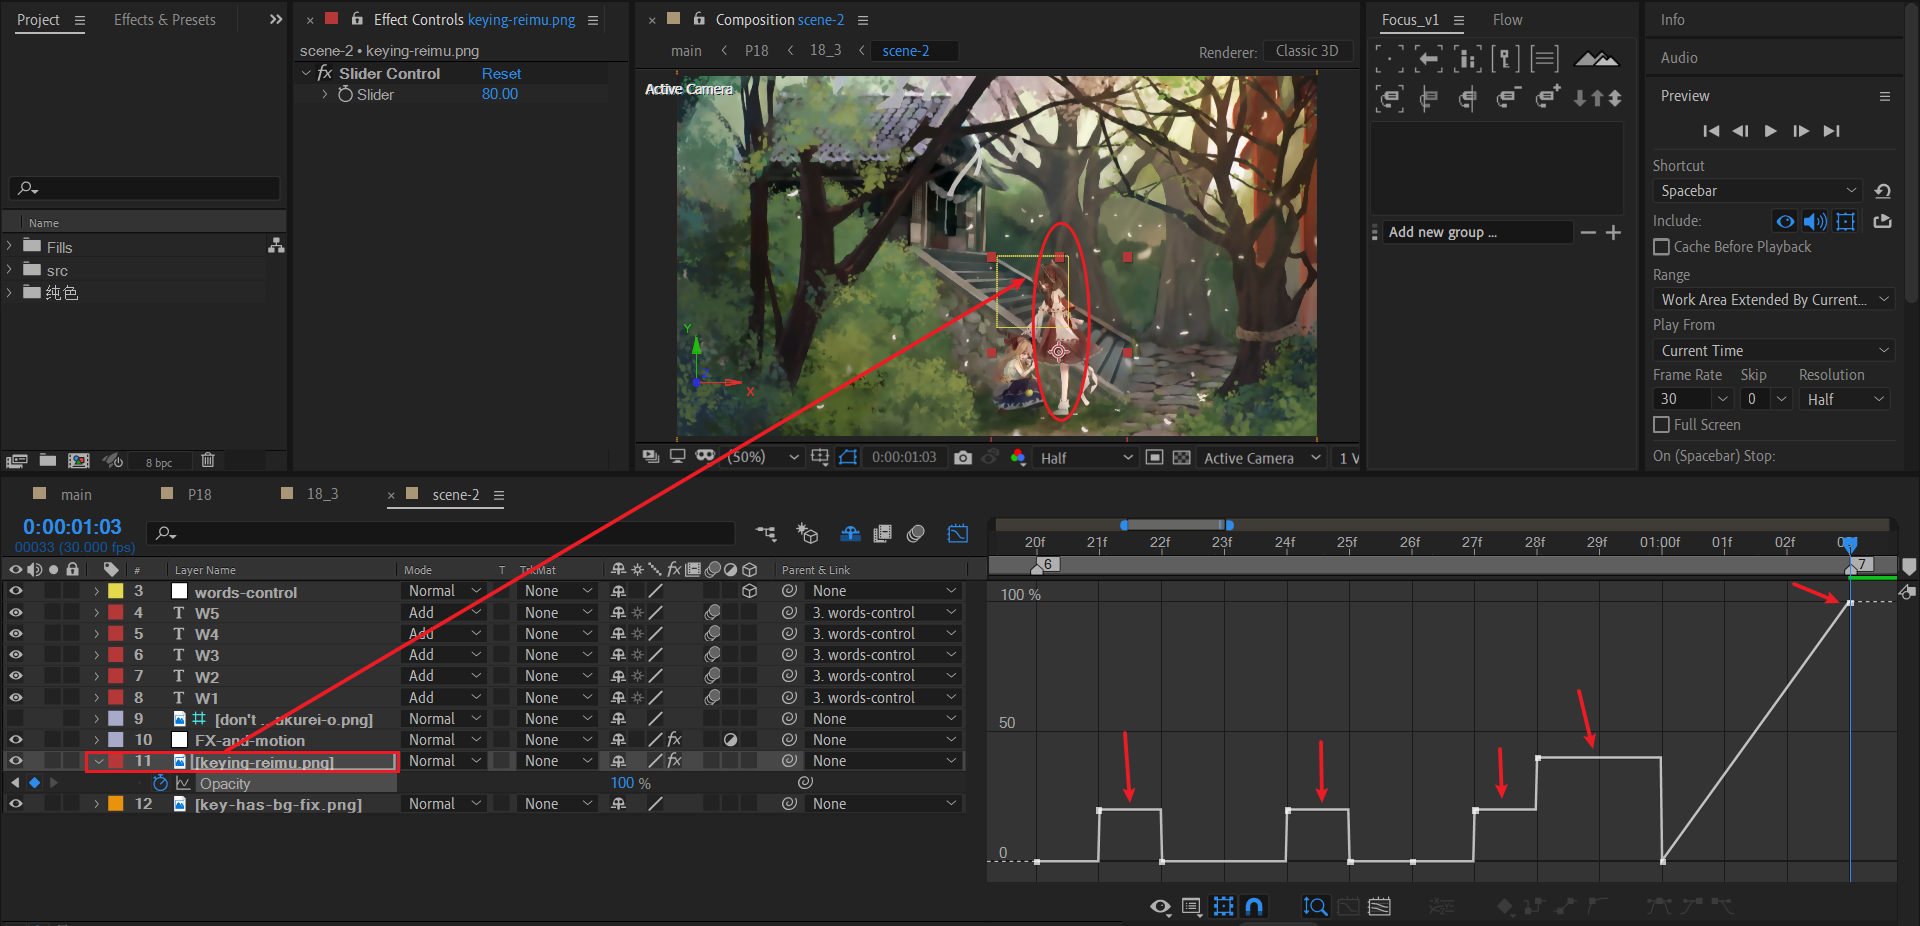 Project
Effects & Presets
Effect Controls keying-reimu.png
Composition scene-2
Focus_v1
Flow
Info
scene-2 • keying-reimu.png
main
P18
18_3
scene-2
Renderer:
Classic 3D
Audio
fx Slider Control
Reset
Slider
80.00
Active Camera
Preview
Shortcut
Spacebar
Include:
Cache Before Playback
Name
Add new group ...
Fills
src
纯色
Range
Work Area Extended By Current...
Play From
Current Time
Frame Rate
Skip
Resolution
30
0
Half
Full Screen
On (Spacebar) Stop:
Y
X
8 bpc
(50%)
0:00:01:03
Half
Active Camera
1 V
main
P18
18_3
scene-2
0:00:01:03
00033 (30.000 fps)
20f
21f
22f
23f
24f
25f
26f
27f
28f
29f
01:00f
01f
02f
6
7
#
Layer Name
Mode
T
TrkMat
fx
Parent & Link
3
words-control
Normal
None
None
4
T
W5
Add
None
3. words-control
5
T
W4
Add
None
3. words-control
6
T
W3
Add
None
3. words-control
7
T
W2
Add
None
3. words-control
8
T
W1
Add
None
3. words-control
9
[don't ...ukurei-o.png]
Normal
None
None
10
FX-and-motion
Normal
None
fx
None
11
[keying-reimu.png]
Normal
None
fx
None
Opacity
100 %
12
[key-has-bg-fix.png]
Normal
None
None
100 %
50
0